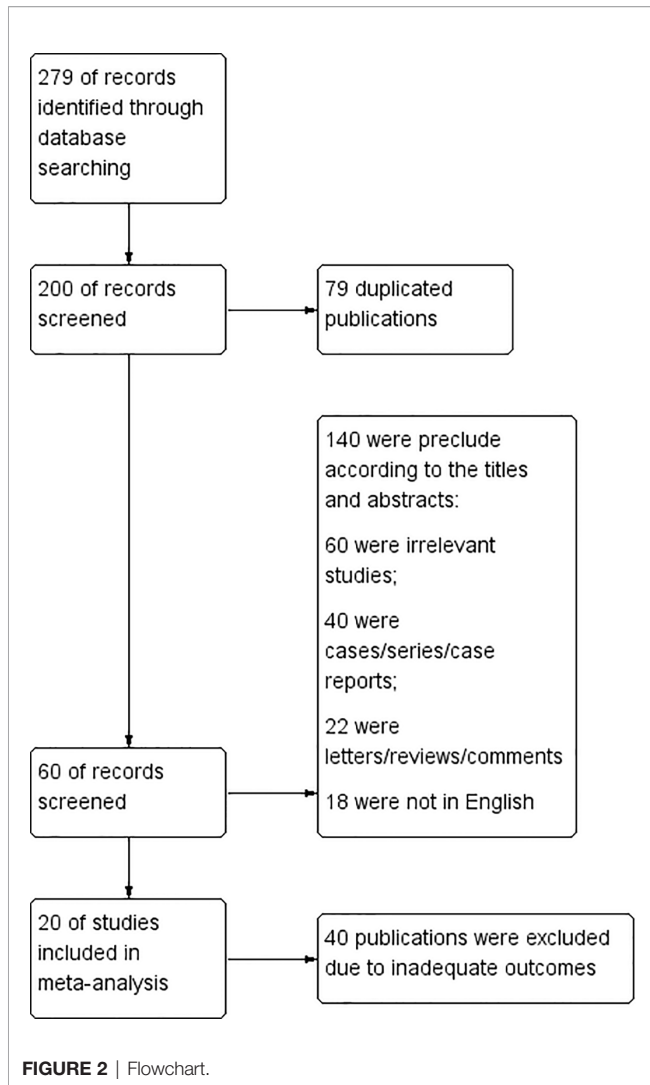 279 of records
identified through
database
searching
200 of records
screened
79 duplicated
publications
140 were preclude
according to the titles
and abstracts:
60 were irrelevant
studies;
40 were
cases/series/case
reports;
22 were
letters/reviews/comments
18 were not in English
60 of records
screened
20 of studies
included in
meta-analysis
40 publications were excluded
due to inadequate outcomes
FIGURE 2 | Flowchart.